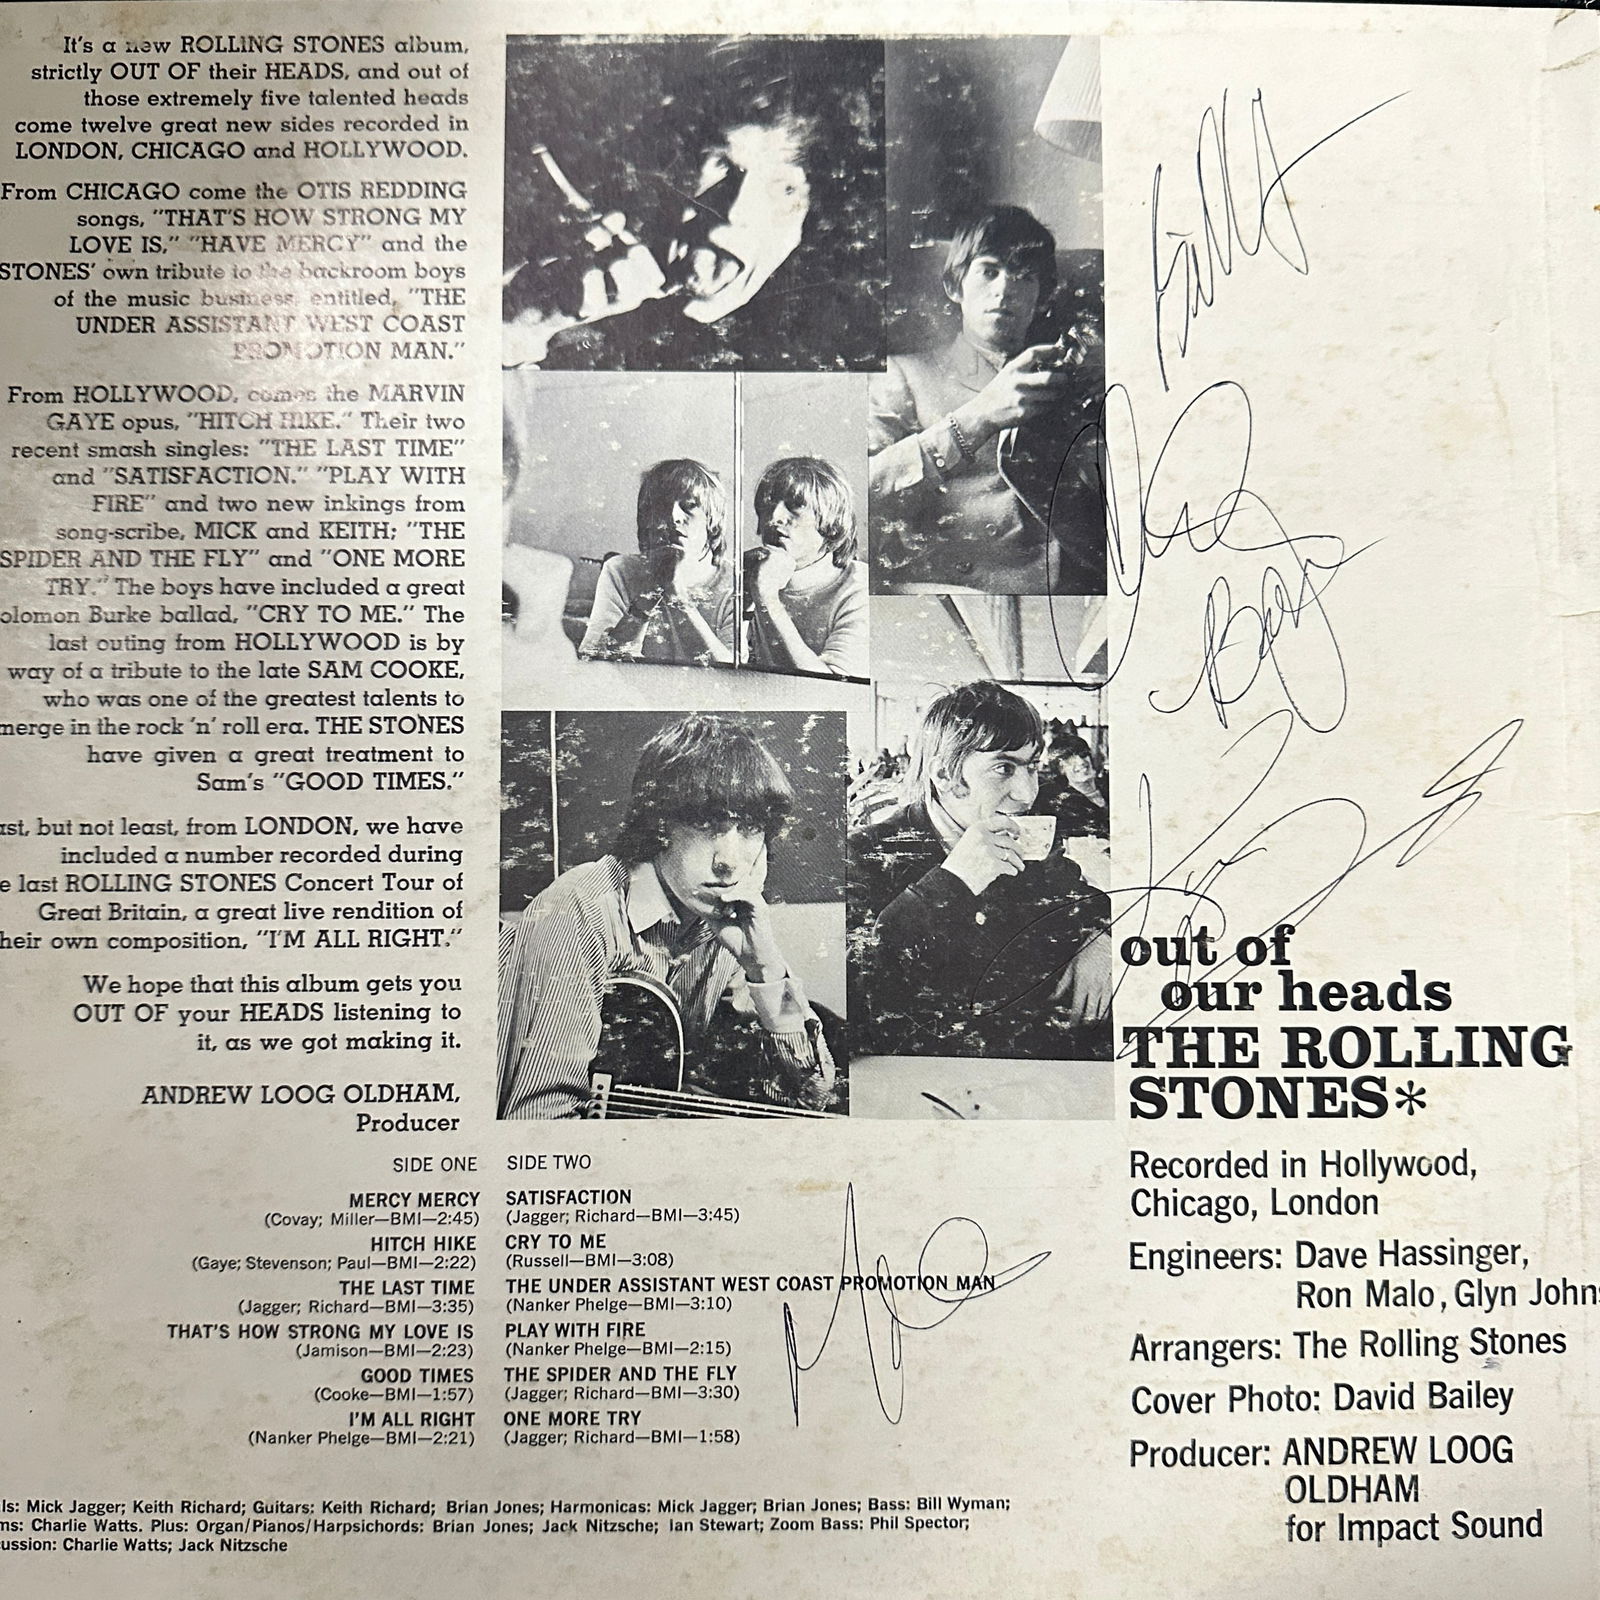 It's a new ROLLING STONES album,
strictly OUT OF their HEADS, and out of
those extremely five talented heads
come twelve great new sides recorded in
LONDON, CHICAGO and HOLLYWOOD.
From CHICAGO come the OTIS REDDING
songs, "THAT'S HOW STRONG MY
LOVE IS," "HAVE MERCY" and the
STONES' own tribute to the backroom boys
of the music business, entitled, "THE
UNDER ASSISTANT WEST COAST
PROMOTION MAN."
From HOLLYWOOD, comes the MARVIN
GAYE opus, "HITCH HIKE." Their two
recent smash singles: "THE LAST TIME"
and "SATISFACTION." "PLAY WITH
FIRE" and two new inkings from
song-scribe, MICK and KEITH; "THE
SPIDER AND THE FLY" and "ONE MORE
TRY." The boys have included a great
olomon Burke ballad, "CRY TO ME." The
last outing from HOLLYWOOD is by
way of a tribute to the late SAM COOKE,
who was one of the greatest talents to
merge in the rock 'n' roll era. THE STONES
have given a great treatment to
Sam's "GOOD TIMES."
ast, but not least, from LONDON, we have
included a number recorded during
e last ROLLING STONES Concert Tour of
Great Britain, a great live rendition of
heir own composition, "I'M ALL RIGHT."
We hope that this album gets you
OUT OF your HEADS listening to
it, as we got making it.
ANDREW LOOG OLDHAM,
Producer
SIDE ONE
MERCY MERCY
(Covay; Miller—BMI—2:45)
HITCH HIKE
(Gaye; Stevenson; Paul—BMI—2:22)
THE LAST TIME
(Jagger; Richard—BMI—3:35)
THAT'S HOW STRONG MY LOVE IS
(Jamison—BMI—2:23)
GOOD TIMES
(Cooke—BMI—1:57)
I'M ALL RIGHT
(Nanker Phelge—BMI—2:21)
SIDE TWO
SATISFACTION
(Jagger; Richard—BMI—3:45)
CRY TO ME
(Russell—BMI—3:08)
THE UNDER ASSISTANT WEST COAST PROMOTION MAN
(Nanker Phelge—BMI—3:10)
PLAY WITH FIRE
(Nanker Phelge—BMI—2:15)
THE SPIDER AND THE FLY
(Jagger; Richard—BMI—3:30)
ONE MORE TRY
(Jagger; Richard—BMI—1:58)
out of
our heads
THE ROLLING
STONES*
Recorded in Hollywood,
Chicago, London
Engineers: Dave Hassinger,
Ron Malo, Glyn Johns
Arrangers: The Rolling Stones
Cover Photo: David Bailey
Producer: ANDREW LOOG
OLDHAM
for Impact Sound
ls: Mick Jagger; Keith Richard; Guitars: Keith Richard; Brian Jones; Harmonicas: Mick Jagger; Brian Jones; Bass: Bill Wyman;
ms: Charlie Watts. Plus: Organ/Pianos/Harpsichords: Brian Jones; Jack Nitzsche; Ian Stewart; Zoom Bass: Phil Spector;
cussion: Charlie Watts; Jack Nitzsche